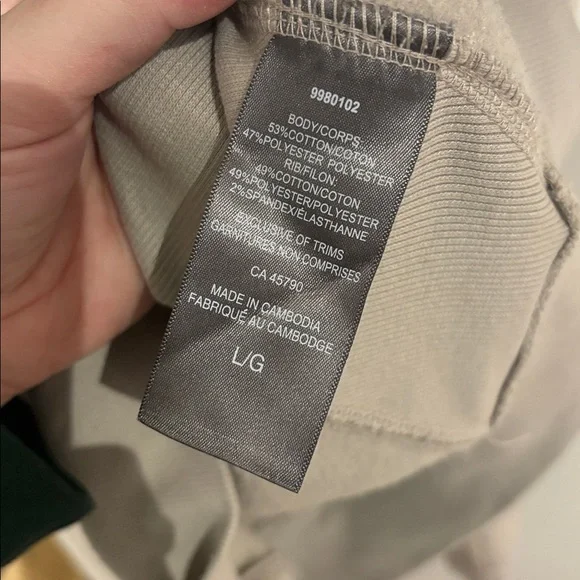 9980102
BODY/CORPS:
53%COTTON/COTON
47%POLYESTER POLYESTER
RIB/FILON:
49%COTTON/COTON
49%POLYESTER/POLYESTER
2%SPANDEX/ÉLASTHANNE
EXCLUSIVE OF TRIMS
GARNITURES NON COMPRISES
CA 45790
MADE IN CAMBODIA
FABRIQUÉ AU CAMBODGE
L/G